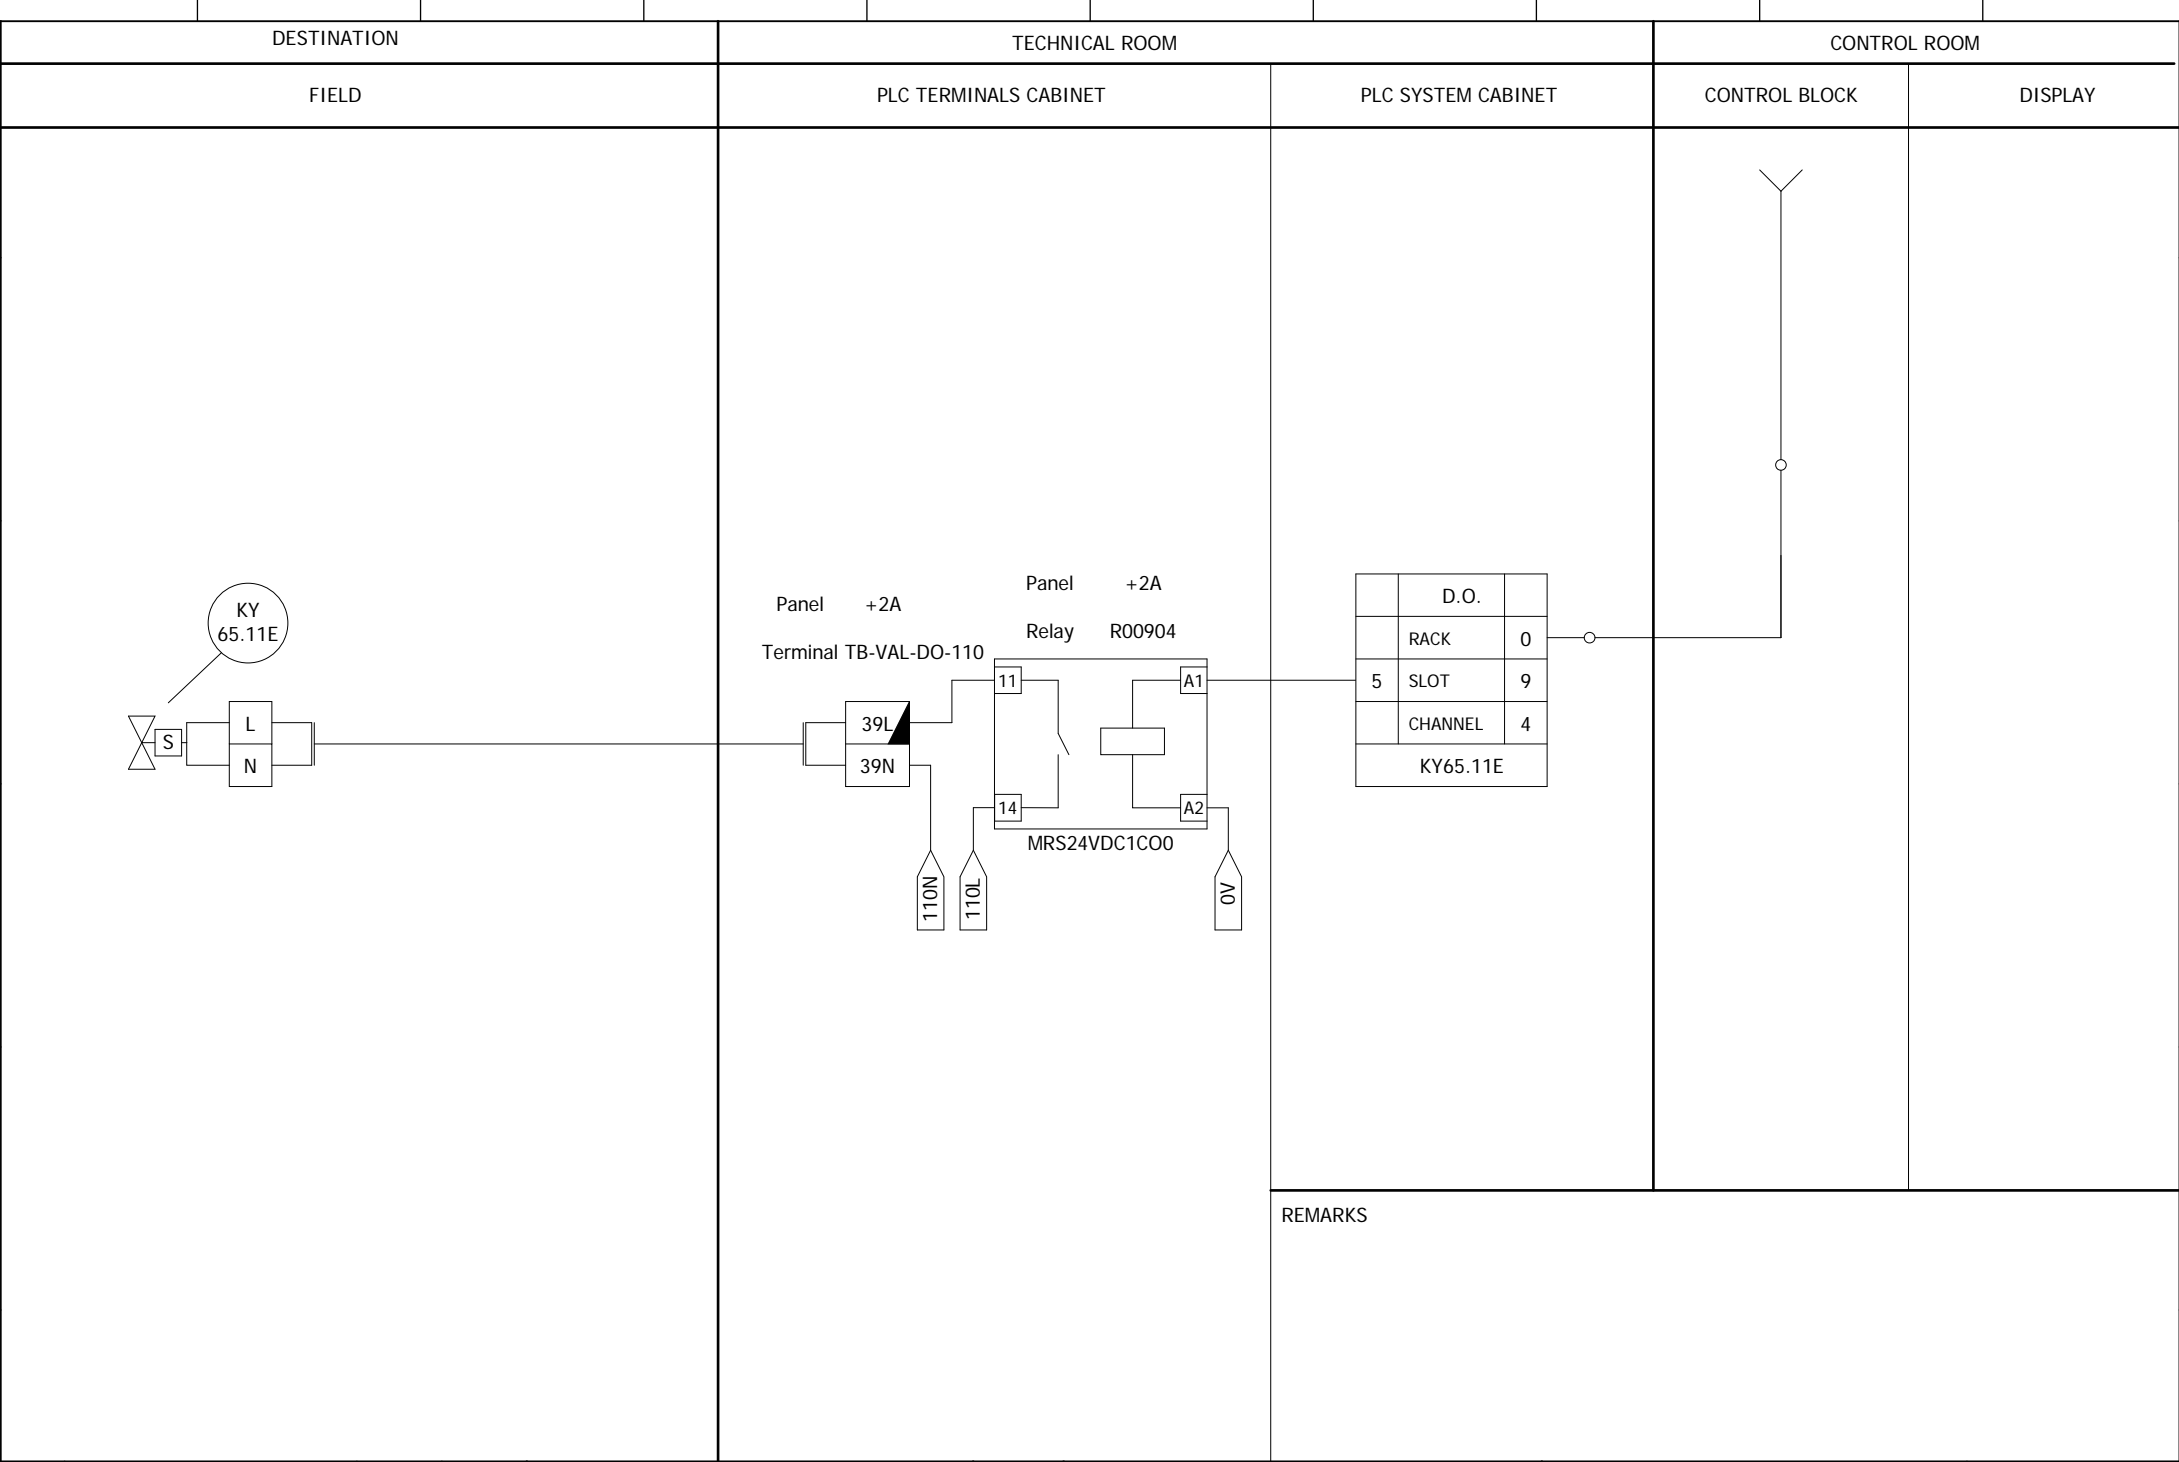 DESTINATION
TECHNICAL ROOM
CONTROL ROOM
FIELD
PLC TERMINALS CABINET
PLC SYSTEM CABINET
CONTROL BLOCK
DISPLAY
KY
65.11E
S
L
N
Panel +2A
Terminal TB-VAL-DO-110
39L
39N
110N
110L
Panel +2A
Relay R00904
11
14
A1
A2
MRS24VDC1CO0
0V
D.O.
RACK 0
5 SLOT 9
CHANNEL 4
KY65.11E
REMARKS